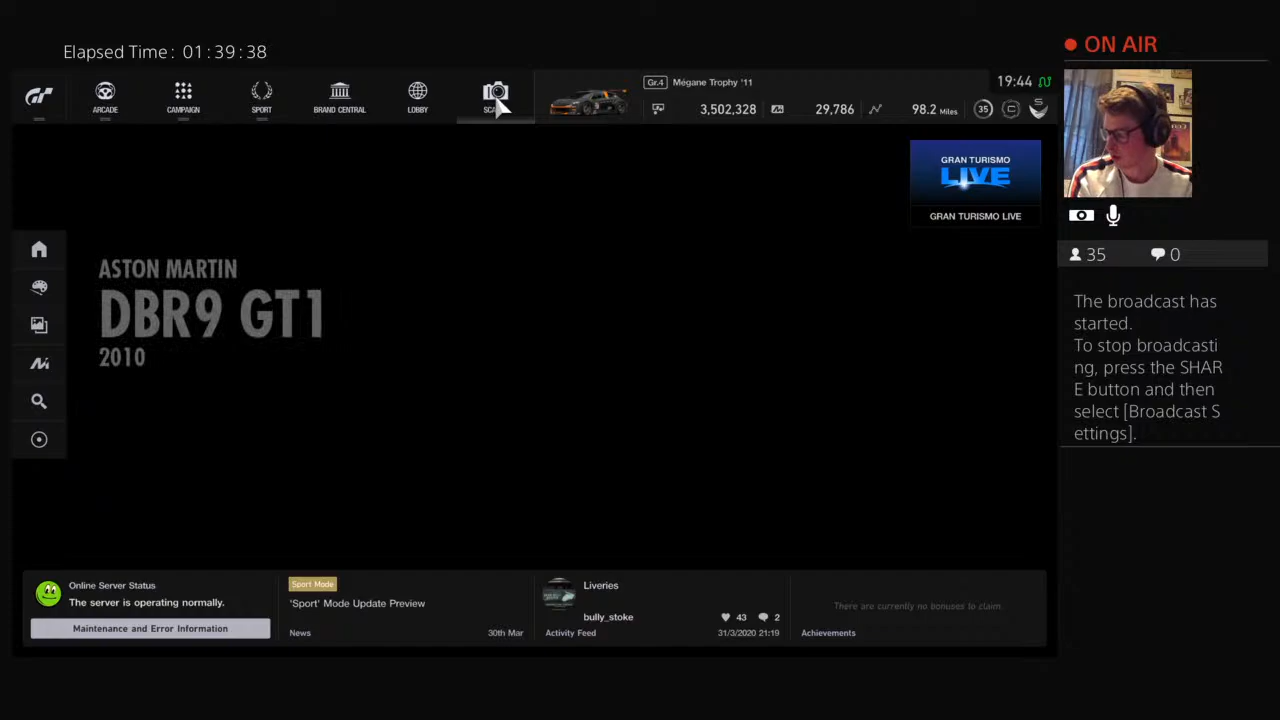 Elapsed Time: 01:39:38
ON AIR
ARCADE
CAMPAIGN
SPORT
BRAND CENTRAL
LOBBY
Gr.4 Mégane Trophy '11
19:44
3,502,328
29,786
98.2 Miles
35
GRAN TURISMO
LIVE
GRAN TURISMO LIVE
ASTON MARTIN
DBR9 GT1
2010
35
0
The broadcast has
started.
To stop broadcasti
ng, press the SHAR
E button and then
select [Broadcast S
ettings].
Online Server Status
The server is operating normally.
Maintenance and Error Information
Sport Mode
'Sport' Mode Update Preview
News
30th Mar
Liveries
bully_stoke
43
2
Activity Feed
31/3/2020 21:19
There are currently no bonuses to claim.
Achievements